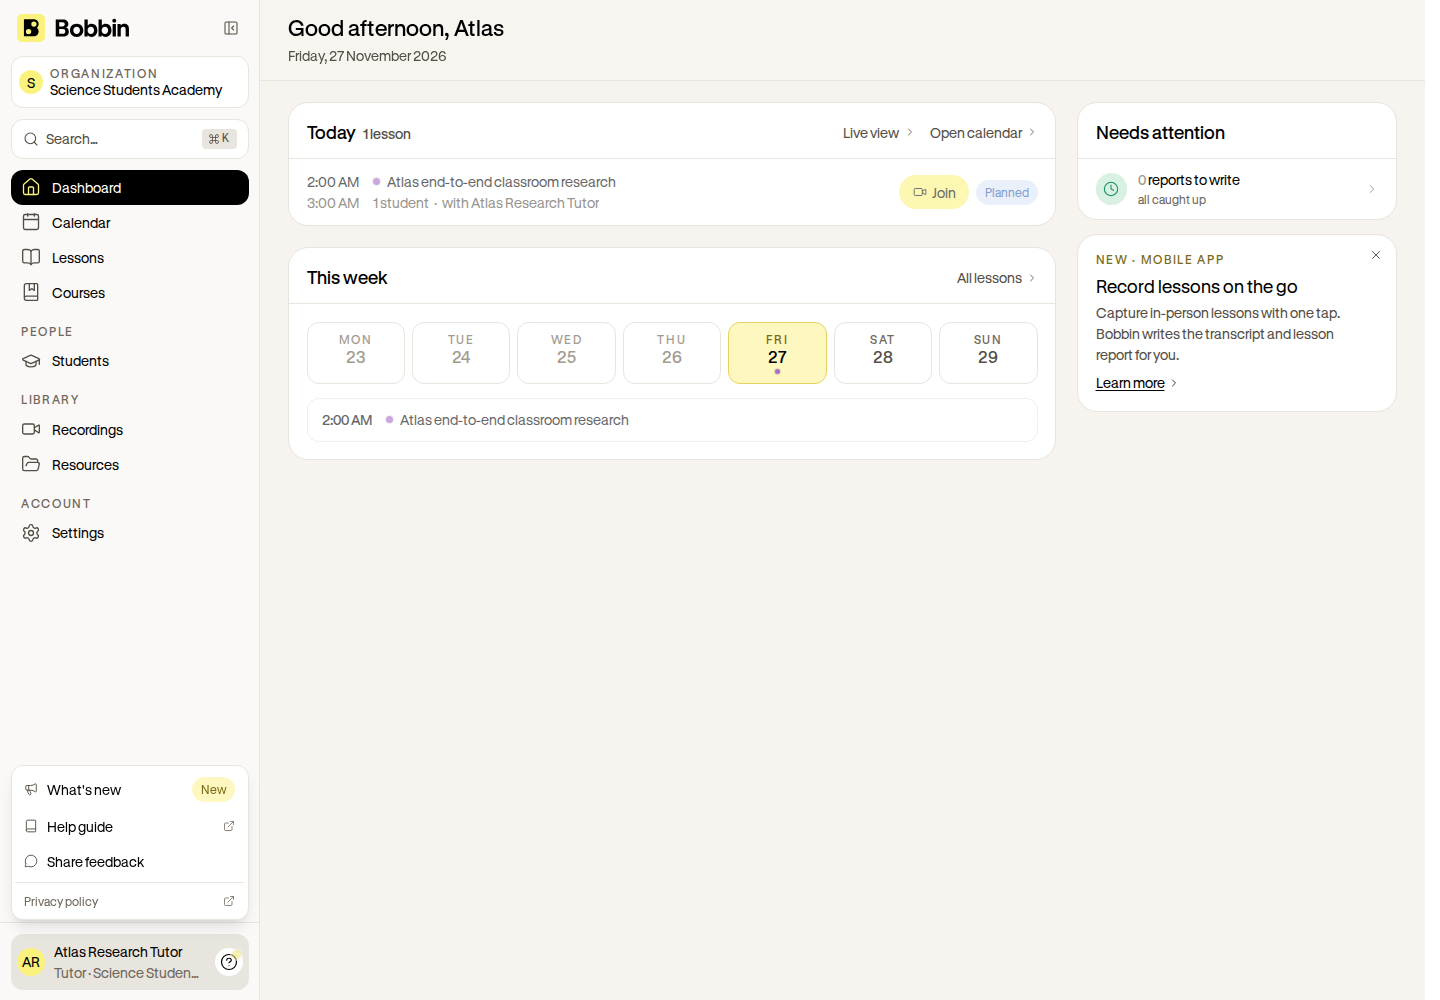 Bobbin
S
ORGANIZATION
Science Students Academy
Search...
⌘K
Dashboard
Calendar
Lessons
Courses
PEOPLE
Students
LIBRARY
Recordings
Resources
ACCOUNT
Settings
What's new
New
Help guide
Share feedback
Privacy policy
AR
Atlas Research Tutor
Tutor · Science Studen...
Good afternoon, Atlas
Friday, 27 November 2026
Today 1 lesson
Live view
Open calendar
2:00 AM Atlas end-to-end classroom research
3:00 AM 1 student · with Atlas Research Tutor
Join
Planned
This week
All lessons
MON
23
TUE
24
WED
25
THU
26
FRI
27
SAT
28
SUN
29
2:00 AM Atlas end-to-end classroom research
Needs attention
0 reports to write
all caught up
NEW · MOBILE APP
Record lessons on the go
Capture in-person lessons with one tap.
Bobbin writes the transcript and lesson
report for you.
Learn more